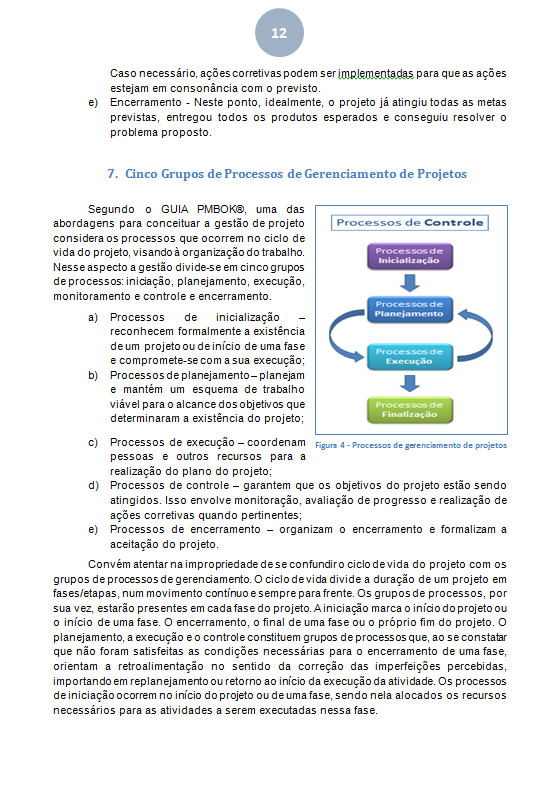 12
Caso necessário, ações corretivas podem ser implementadas para que as ações
estejam em consonância com o previsto.
e) Encerramento - Neste ponto, idealmente, o projeto já atingiu todas as metas
previstas, entregou todos os produtos esperados e conseguiu resolver o
problema proposto.
7. Cinco Grupos de Processos de Gerenciamento de Projetos
Segundo o GUIA PMBOK®, uma das
abordagens para conceituar a gestão de projeto
considera os processos que ocorrem no ciclo de
vida do projeto, visando à organização do trabalho.
Nesse aspecto a gestão divide-se em cinco grupos
de processos: iniciação, planejamento, execução,
monitoramento e controle e encerramento.
a) Processos de inicialização –
reconhecem formalmente a existência
de um projeto ou de início de uma fase
e compromete-se com a sua execução;
b) Processos de planejamento – planejam
e mantém um esquema de trabalho
viável para o alcance dos objetivos que
determinaram a existência do projeto;
Processos de Controle
Processos de
Inicialização
Processos de
Planejamento
Processos de
Execução
Processos de
Finalização
Figura 4 - Processos de gerenciamento de projetos
c) Processos de execução – coordenam
pessoas e outros recursos para a
realização do plano do projeto;
d) Processos de controle – garantem que os objetivos do projeto estão sendo
atingidos. Isso envolve monitoração, avaliação de progresso e realização de
ações corretivas quando pertinentes;
e) Processos de encerramento – organizam o encerramento e formalizam a
aceitação do projeto.
Convém atentar na impropriedade de se confundir o ciclo de vida do projeto com os
grupos de processos de gerenciamento. O ciclo de vida divide a duração de um projeto em
fases/etapas, num movimento contínuo e sempre para frente. Os grupos de processos, por
sua vez, estarão presentes em cada fase do projeto. A iniciação marca o início do projeto ou
o início de uma fase. O encerramento, o final de uma fase ou o próprio fim do projeto. O
planejamento, a execução e o controle constituem grupos de processos que, ao se constatar
que não foram satisfeitas as condições necessárias para o encerramento de uma fase,
orientam a retroalimentação no sentido da correção das imperfeições percebidas,
importando em replanejamento ou retorno ao início da execução da atividade. Os processos
de iniciação ocorrem no início do projeto ou de uma fase, sendo nela alocados os recursos
necessários para as atividades a serem executadas nessa fase.